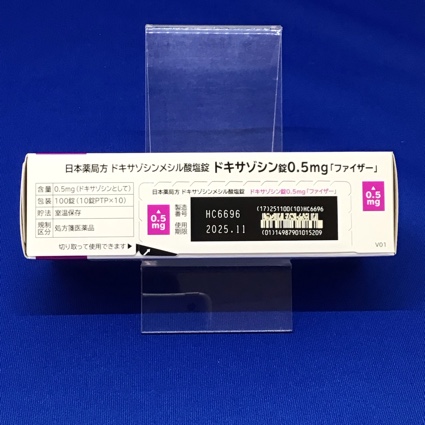 日本薬局方 ドキサゾシンメシル酸塩錠 ドキサゾシン錠0.5mg「ファイザー」
含量 0.5mg(ドキサゾシンとして)
包装 100錠(10錠PTP×10)
貯法 室温保存
規制区分 処方箋医薬品
切り取って使用できます▶
▲
0.5
mg
日本薬局方 ドキサゾシンメシル酸塩錠 ドキサゾシン錠0.5mg「ファイザー」
製造番号 HC6696
使用期限 2025.11
(17)251100(10)HC6696
(01)14987901015209
▲
0.5
mg
V01